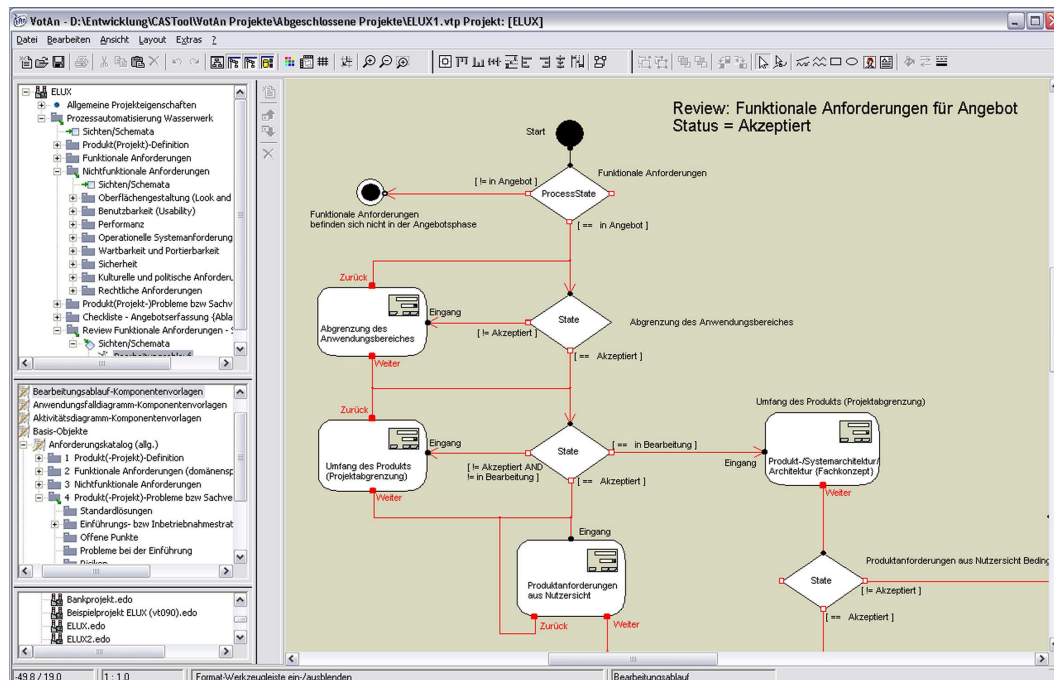 VotAn - D:\Entwicklung\CASTool\VotAn Projekte\Abgeschlossene Projekte\ELUX1.vtp Projekt: [ELUX]
Datei Bearbeiten Ansicht Layout Extras ?
ELUX
Allgemeine Projekteigenschaften
Prozessautomatisierung Wasserwerk
Sichten/Schemata
Produkt(Projekt)-Definition
Funktionale Anforderungen
Nichtfunktionale Anforderungen
Sichten/Schemata
Oberflächengestaltung (Look and
Benutzbarkeit (Usability)
Performanz
Operationelle Systemanforderung
Wartbarkeit und Portierbarkeit
Sicherheit
Kulturelle und politische Anforderu
Rechtliche Anforderungen
Produkt(Projekt-)Probleme bzw Sachv
Checkliste - Angebotserfassung {Abla
Review Funktionale Anforderungen - S
Sichten/Schemata
Bearbeitungsablauf
Bearbeitungsablauf-Komponentenvorlagen
Anwendungsfalldiagramm-Komponentenvorlagen
Aktivitätsdiagramm-Komponentenvorlagen
Basis-Objekte
Anforderungskatalog (allg.)
1 Produkt(-Projekt)-Definition
2 Funktionale Anforderungen (domänensp
3 Nichtfunktionale Anforderungen
4 Produkt(-Projekt)-Probleme bzw Sachve
Standardlösungen
Einführungs- bzw Inbetriebnahmestrat
Offene Punkte
Probleme bei der Einführung
Risiken
Bankprojekt.edo
Beispielprojekt ELUX (vt090).edo
ELUX.edo
ELUX2.edo
Review: Funktionale Anforderungen für Angebot
Status = Akzeptiert
Start
Funktionale Anforderungen
[ != in Angebot]
ProcessState
Funktionale Anforderungen
befinden sich nicht in der Angebotsphase
[ == in Angebot ]
Zurück
Eingang
Abgrenzung des
Anwendungsbereiches
[ != Akzeptiert ]
State
Abgrenzung des Anwendungsbereiches
Weiter
[ == Akzeptiert ]
Zurück
Umfang des Produkts (Projektabgrenzung)
Eingang
Umfang des Produkts
(Projektabgrenzung)
[ != Akzeptiert AND
!= in Bearbeitung ]
State
[ == in Bearbeitung ]
Eingang
Produkt-/Systemarchitektur/
Architektur {Fachkonzept}
Weiter
[ == Akzeptiert ]
Weiter
Eingang
Produktanforderungen
aus Nutzersicht
Zurück
Weiter
Produktanforderungen aus Nutzersicht Beding
State
[ != Akzeptiert ]
[ == Akzeptiert ]
-49.8 / 19.0
1 : 1.0
Format-Werkzeugleiste ein-/ausblenden
Bearbeitungsablauf